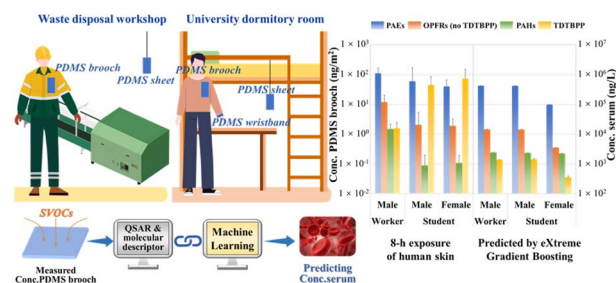 Waste disposal workshop
University dormitory room
PDMS brooch
PDMS sheet
PDMS brooch
PDMS sheet
PDMS wristband
SVOCs
Measured
Conc.PDMS brooch
QSAR &
molecular
descriptor
Machine
Learning
Predicting
Conc.serum
PAEs
OPFRs (no TDTBPP)
PAHs
TDTBPP
Conc. PDMS brooch (ng/m²)
1 × 10³
1 × 10²
1 × 10¹
1 × 10⁰
1 × 10⁻¹
1 × 10⁻²
Conc. serum (ng/L)
1 × 10⁷
1 × 10⁶
1 × 10⁵
1 × 10⁴
1 × 10³
1 × 10²
Male Male Female Male Male Female
Worker Student Worker Student
8-h exposure
of human skin
Predicted by eXtreme
Gradient Boosting